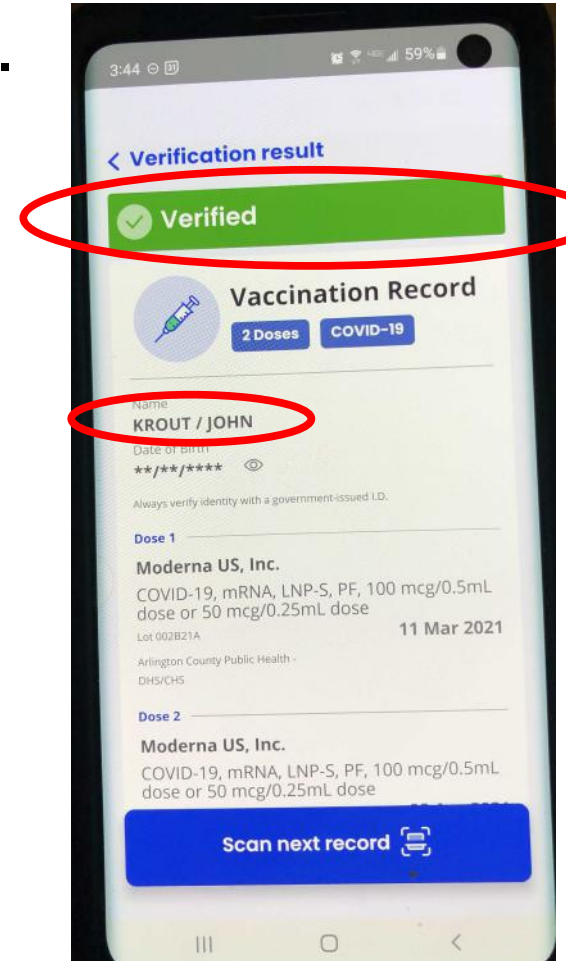 3:44 31 59%
< Verification result
Verified
Vaccination Record
2 Doses COVID-19
Name
KROUT / JOHN
Date of Birth
**/**/****
Always verify identity with a government-issued I.D.
Dose 1
Moderna US, Inc.
COVID-19, mRNA, LNP-S, PF, 100 mcg/0.5mL
dose or 50 mcg/0.25mL dose
Lot 002B21A 11 Mar 2021
Arlington County Public Health -
DHS/CHS
Dose 2
Moderna US, Inc.
COVID-19, mRNA, LNP-S, PF, 100 mcg/0.5mL
dose or 50 mcg/0.25mL dose
Scan next record